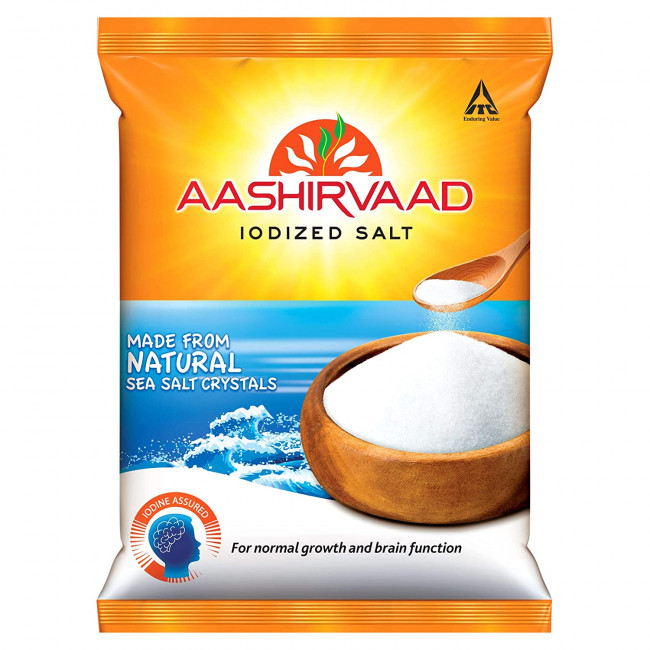 ITC
Enduring Value
AASHIRVAAD
IODIZED SALT
MADE FROM
NATURAL
SEA SALT CRYSTALS
IODINE ASSURED
For normal growth and brain function